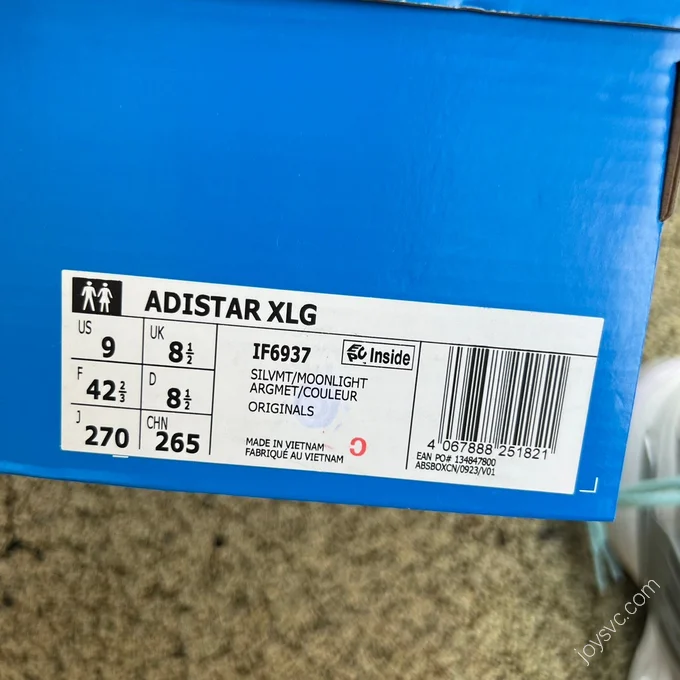 ADISTAR XLG
US
9
UK
8 1/2
F
42 2/3
D
8 1/2
J
270
CHN
265
IF6937
Inside
SILVMT/MOONLIGHT
ARGMET/COULEUR
ORIGINALS
MADE IN VIETNAM
FABRIQUÉ AU VIETNAM
4 067888 251821
EAN PO# 134847800
ABSBOXCN/0923/V01
joysvc.com